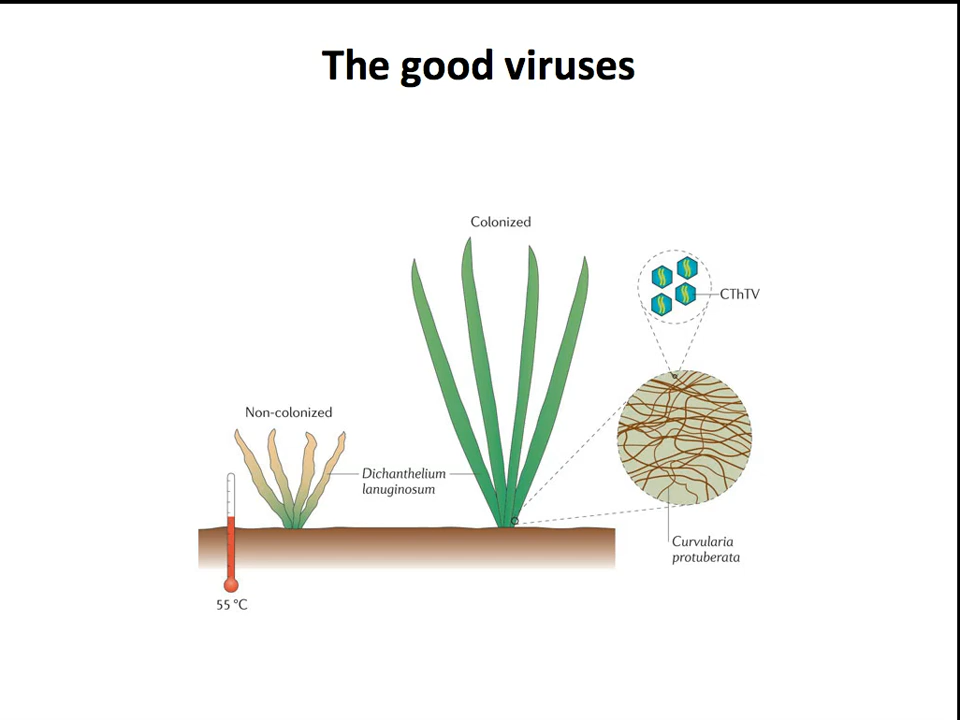 The good viruses
Colonized
CThTV
Non-colonized
Dichanthelium
lanuginosum
Curvularia
protuberata
55 °C